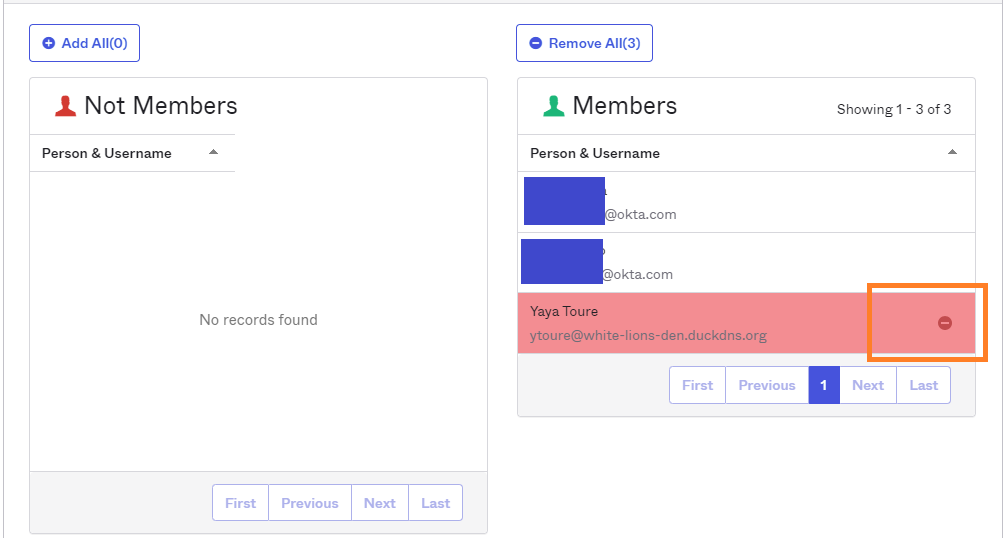 Add All(0)
Remove All(3)
Not Members
Person & Username
No records found
First Previous Next Last
Members
Showing 1 - 3 of 3
Person & Username
@okta.com
@okta.com
Yaya Toure
ytoure@white-lions-den.duckdns.org
First Previous 1 Next Last